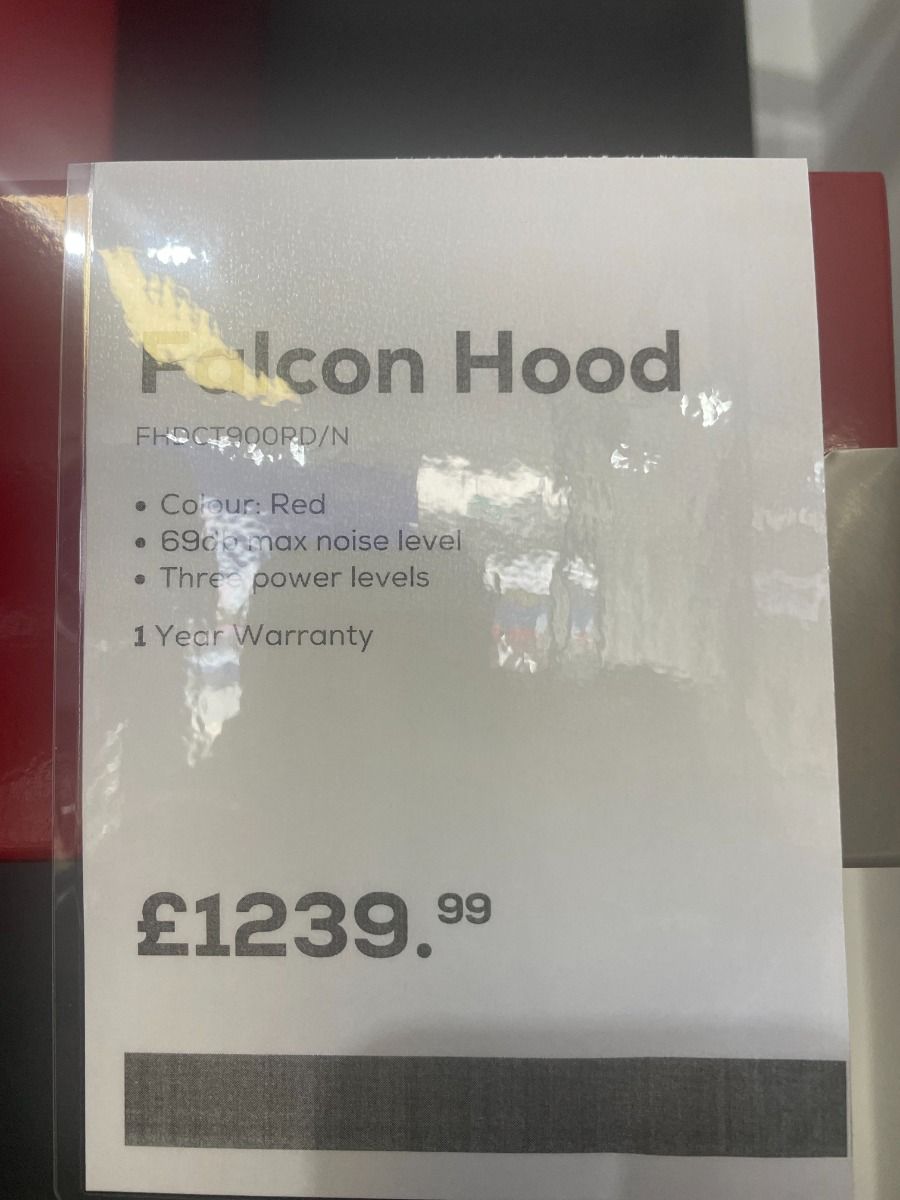 Falcon Hood
FHDCT900RD/N
• Colour: Red
• 69db max noise level
• Three power levels
1 Year Warranty
£1239.99